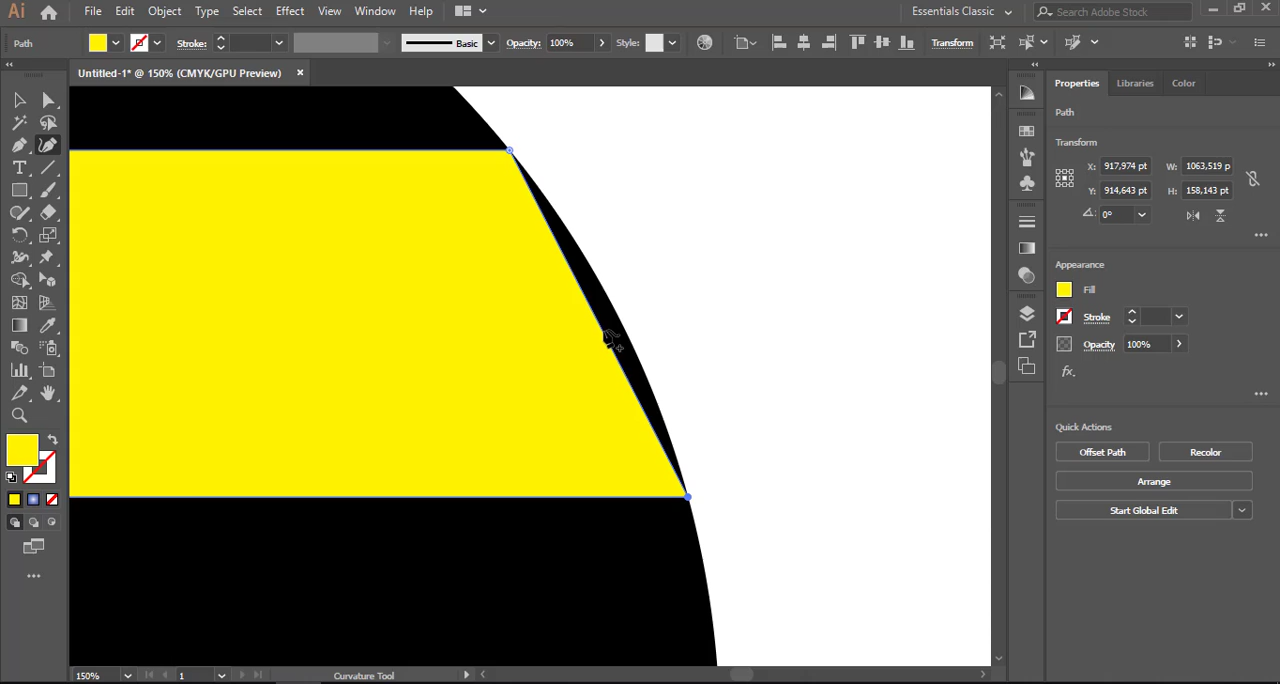 Ai File Edit Object Type Select Effect View Window Help Essentials Classic Search Adobe Stock
Path Stroke: Basic Opacity: 100% Style: Transform
Untitled-1* @ 150% (CMYK/GPU Preview) ×
Properties Libraries Color
Path
Transform
X: 917,974 pt W: 1063,519 p
Y: 914,643 pt H: 158,143 pt
0°
Appearance
Fill
Stroke
Opacity 100%
fx.
Quick Actions
Offset Path Recolor
Arrange
Start Global Edit
150% 1 Curvature Tool